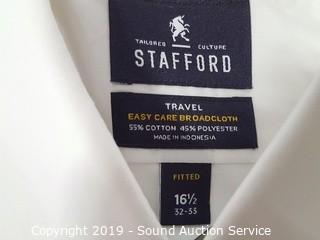 TAILORED CULTURE
STAFFORD
TRAVEL
EASY CARE BROADCLOTH
55% COTTON 45% POLYESTER
MADE IN INDONESIA
FITTED
16½
32-33
Copyright 2019 - Sound Auction Service